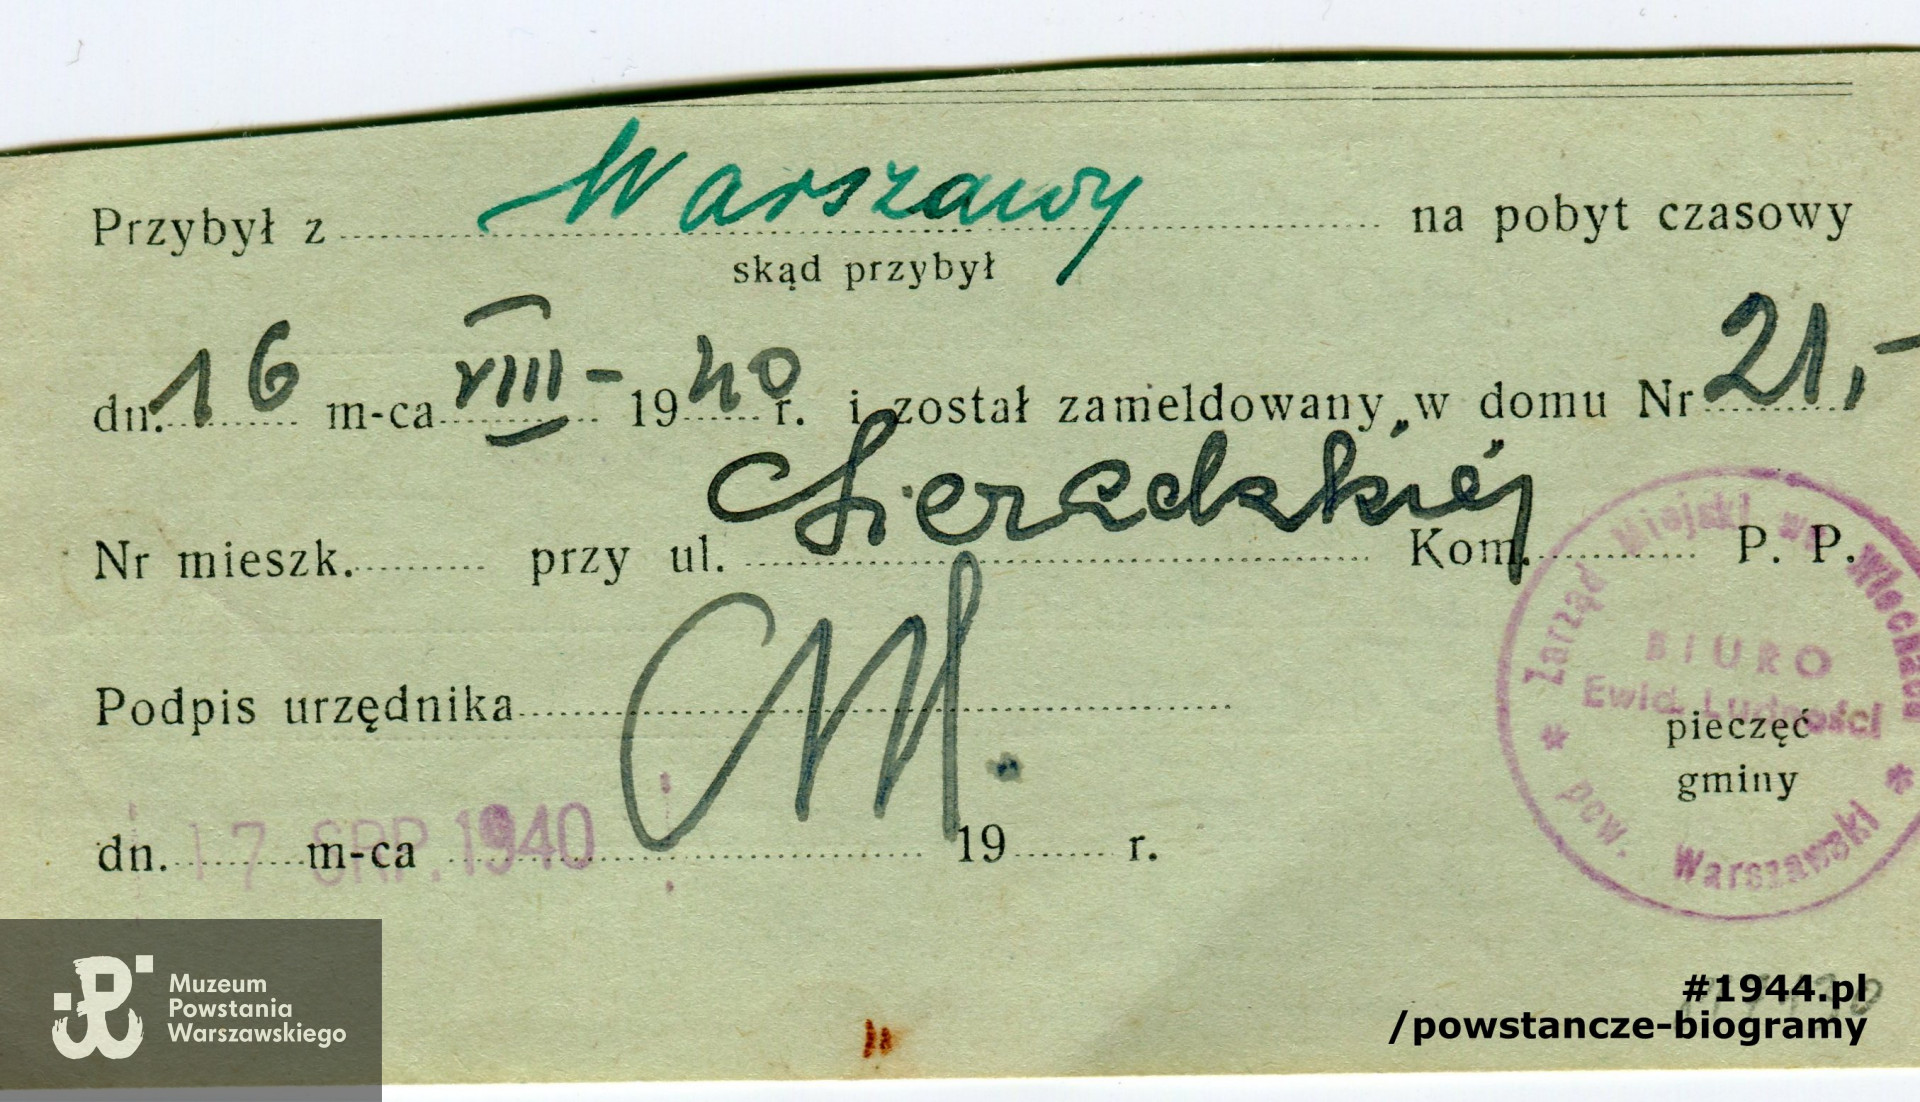 Przybył z Warszawy na pobyt czasowy
skąd przybył
dn. 16 m-ca VIII - 1940 r. i został zameldowany w domu Nr 21,-
Nr mieszk. przy ul. Sieradzkiej Kom. P. P.
Podpis urzędnika
dn. m-ca 19 r.
17 SRP. 1940
Zarząd Miejski we Włochach
BIURO
Ewid. Ludności
pow. Warszawski
pieczęć
gminy
Muzeum
Powstania
Warszawskiego
#1944.pl
/powstancze-biogramy